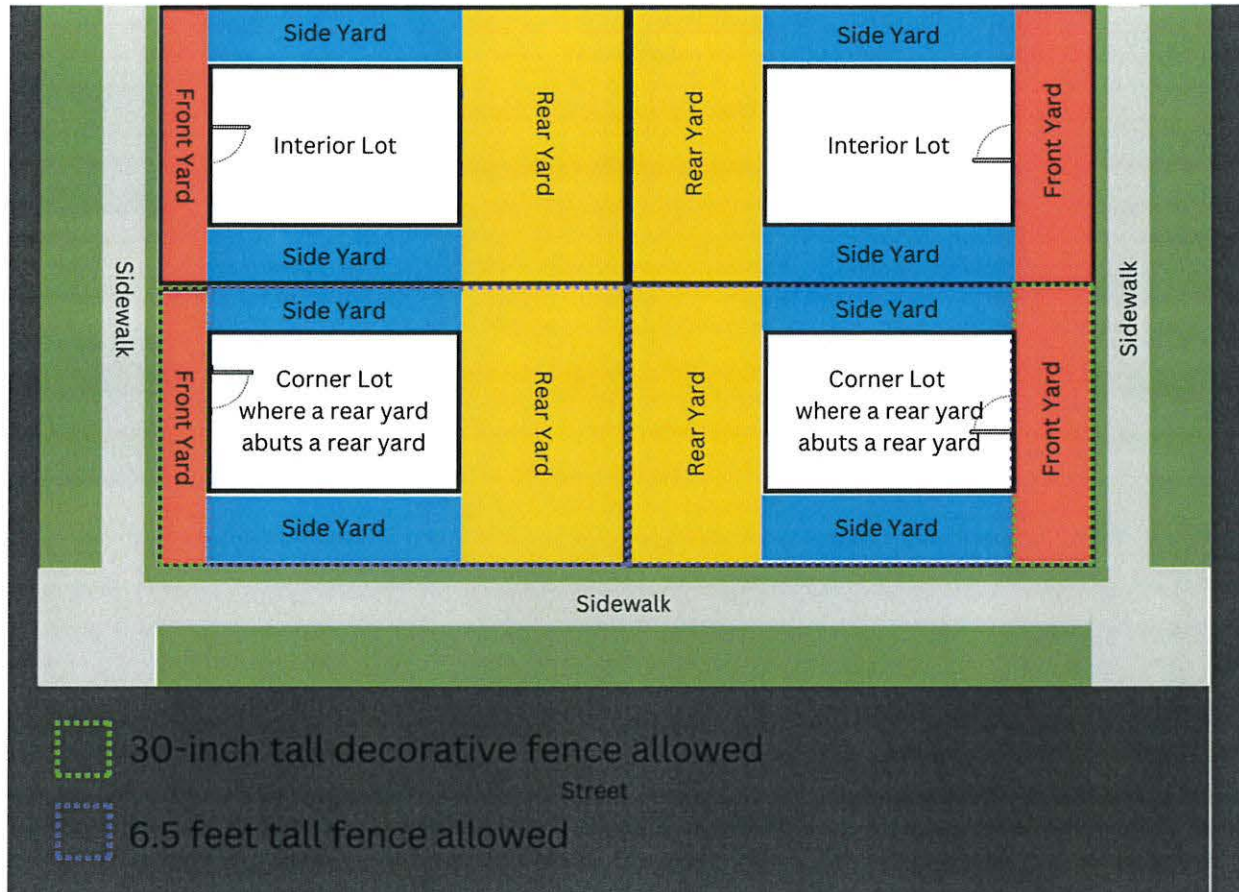 Side Yard
Side Yard
Front Yard
Interior Lot
Rear Yard
Rear Yard
Interior Lot
Front Yard
Side Yard
Side Yard
Sidewalk
Sidewalk
Side Yard
Side Yard
Front Yard
Corner Lot
where a rear yard
abuts a rear yard
Rear Yard
Rear Yard
Corner Lot
where a rear yard
abuts a rear yard
Front Yard
Side Yard
Side Yard
Sidewalk
30-inch tall decorative fence allowed
Street
6.5 feet tall fence allowed